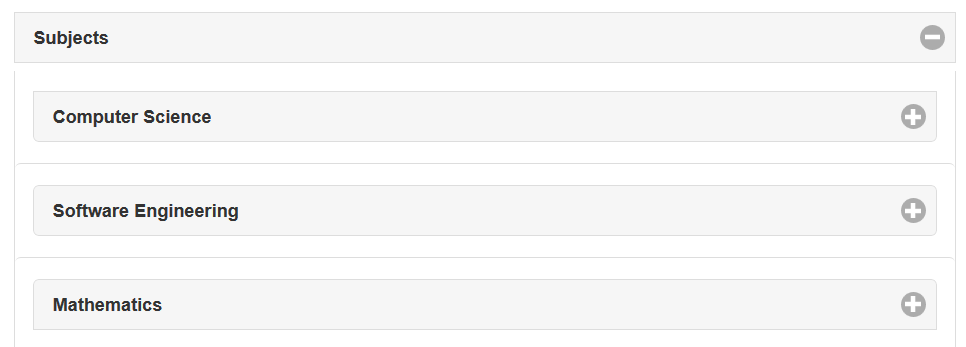 Subjects
Computer Science
Software Engineering
Mathematics